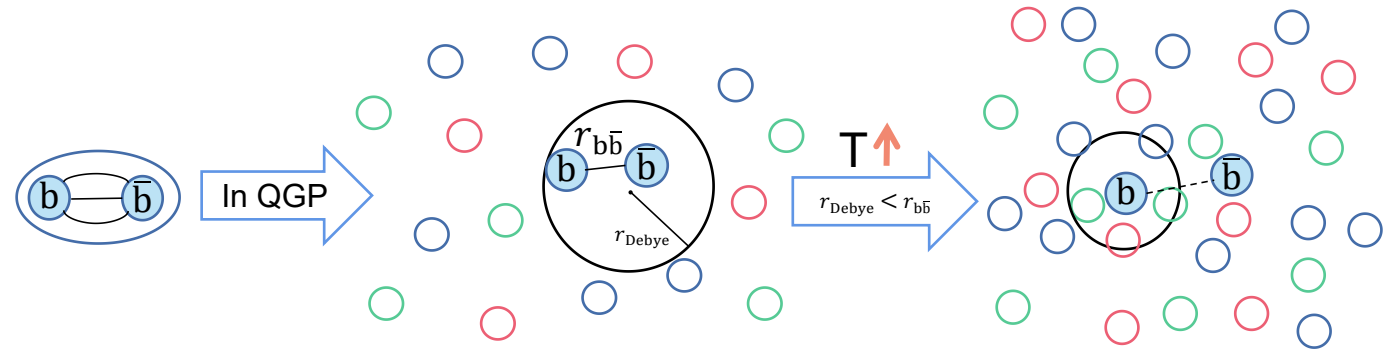 b b̄
In QGP
r_bb̄
b b̄
r_Debye
T
r_Debye < r_bb̄
b b̄